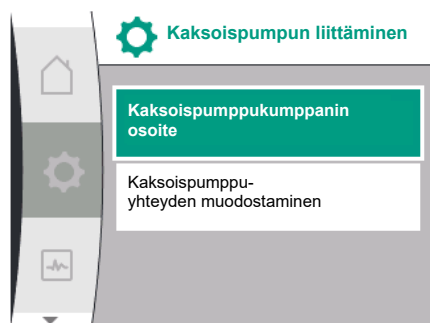 Kaksoispumpun liittäminen
Kaksoispumppukumppanin
osoite
Kaksoispumppu-
yhteyden muodostaminen